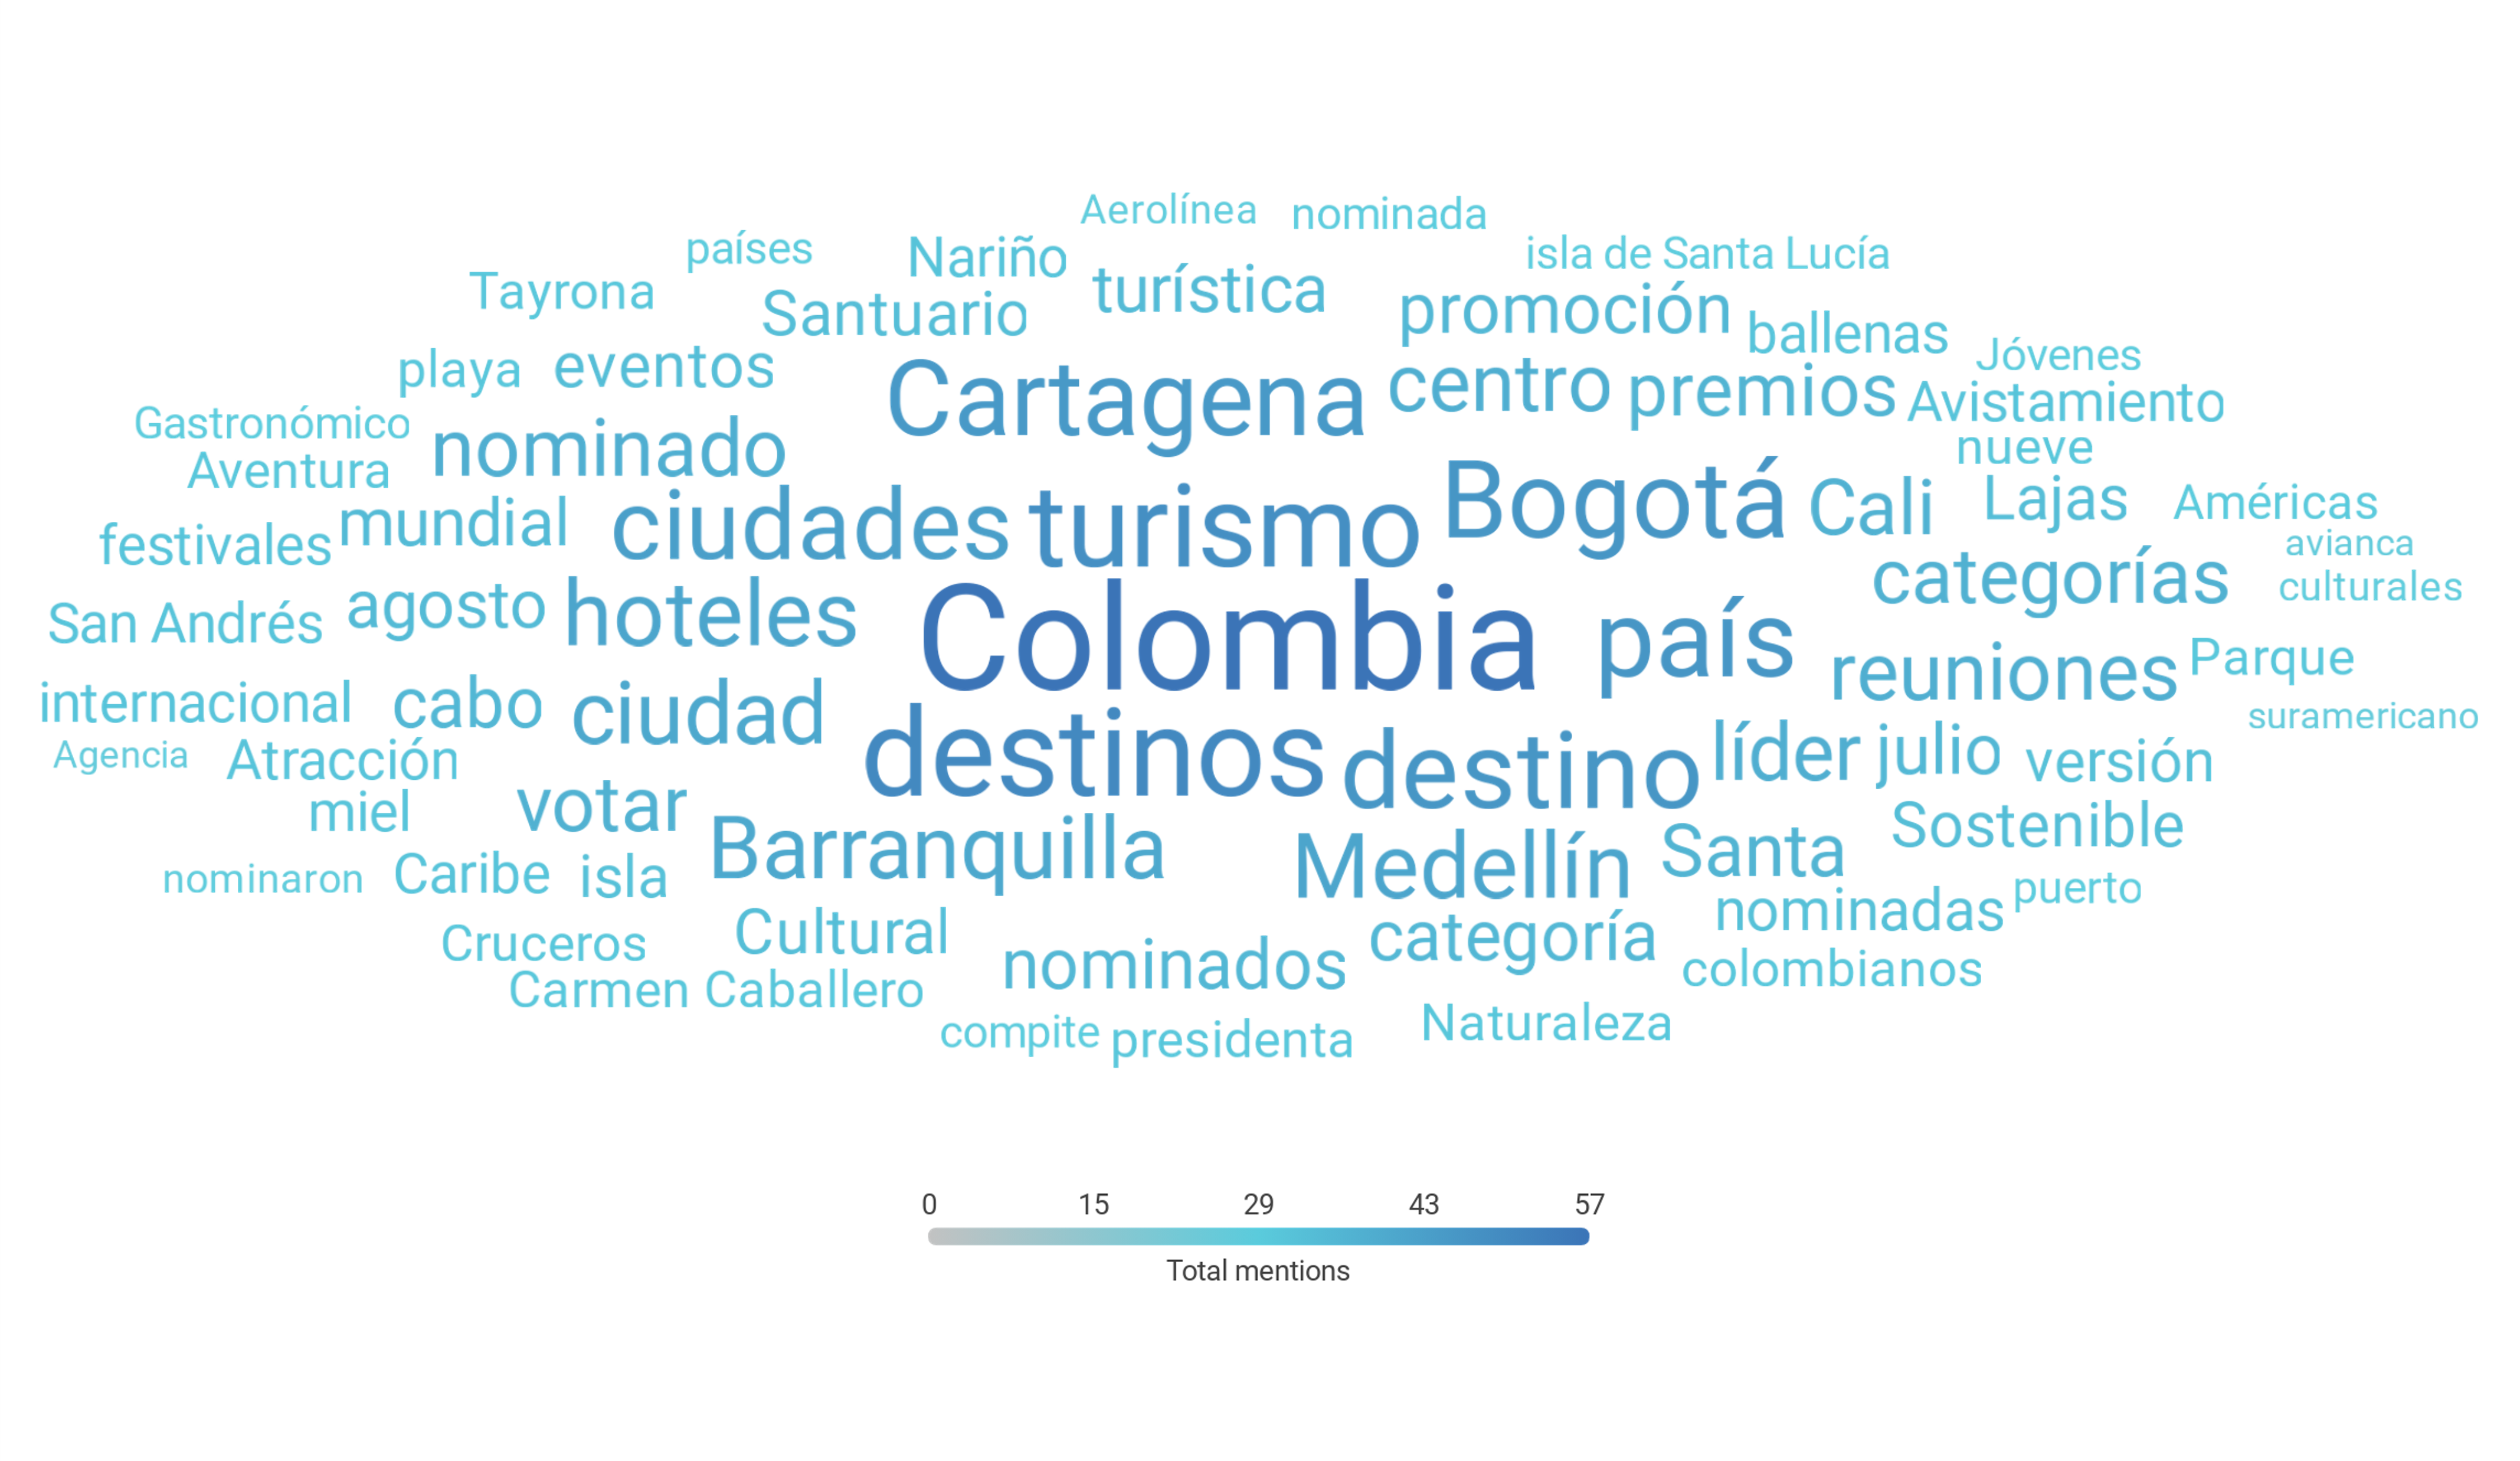 Aerolínea nominada
países Nariño isla de Santa Lucía
Tayrona Santuario turística promoción ballenas
playa eventos Cartagena centro premios Jóvenes
Gastronómico Avistamiento
Aventura nominado nueve
festivales mundial ciudades turismo Bogotá Cali Lajas Américas
avianca
San Andrés agosto hoteles Colombia país categorías culturales
internacional cabo ciudad reuniones Parque
suramericano
Agencia Atracción destinos destino líder julio versión
miel votar Barranquilla Medellín Santa Sostenible
nominaron Caribe isla nominadas puerto
Cruceros Cultural nominados categoría colombianos
Carmen Caballero
compite presidenta Naturaleza
0 15 29 43 57
Total mentions